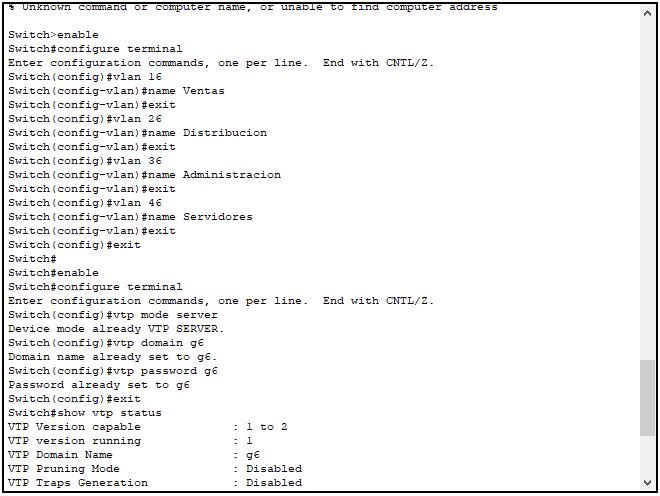 % Unknown command or computer name, or unable to find computer address
Switch>enable
Switch#configure terminal
Enter configuration commands, one per line.  End with CNTL/Z.
Switch(config)#vlan 16
Switch(config-vlan)#name Ventas
Switch(config-vlan)#exit
Switch(config)#vlan 26
Switch(config-vlan)#name Distribucion
Switch(config-vlan)#exit
Switch(config)#vlan 36
Switch(config-vlan)#name Administracion
Switch(config-vlan)#exit
Switch(config)#vlan 46
Switch(config-vlan)#name Servidores
Switch(config-vlan)#exit
Switch(config)#exit
Switch#
Switch#enable
Switch#configure terminal
Enter configuration commands, one per line.  End with CNTL/Z.
Switch(config)#vtp mode server
Device mode already VTP SERVER.
Switch(config)#vtp domain g6
Domain name already set to g6.
Switch(config)#vtp password g6
Password already set to g6
Switch(config)#exit
Switch#show vtp status
VTP Version capable             : 1 to 2
VTP version running             : 1
VTP Domain Name                 : g6
VTP Pruning Mode                : Disabled
VTP Traps Generation            : Disabled